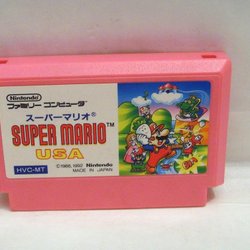 Nintendo
ファミリー コンピュータ
スーパーマリオ®
SUPER MARIO™
USA
HVC-MT
©1988, 1992 Nintendo
MADE IN JAPAN